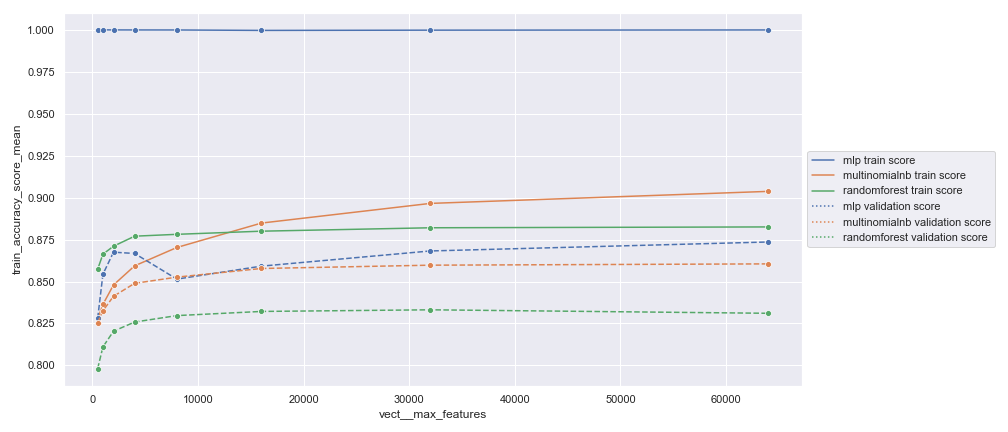 1.000
0.975
0.950
0.925
0.900
0.875
0.850
0.825
0.800
train_accuracy_score_mean
0 10000 20000 30000 40000 50000 60000
vect__max_features
mlp train score
multinomialnb train score
randomforest train score
mlp validation score
multinomialnb validation score
randomforest validation score